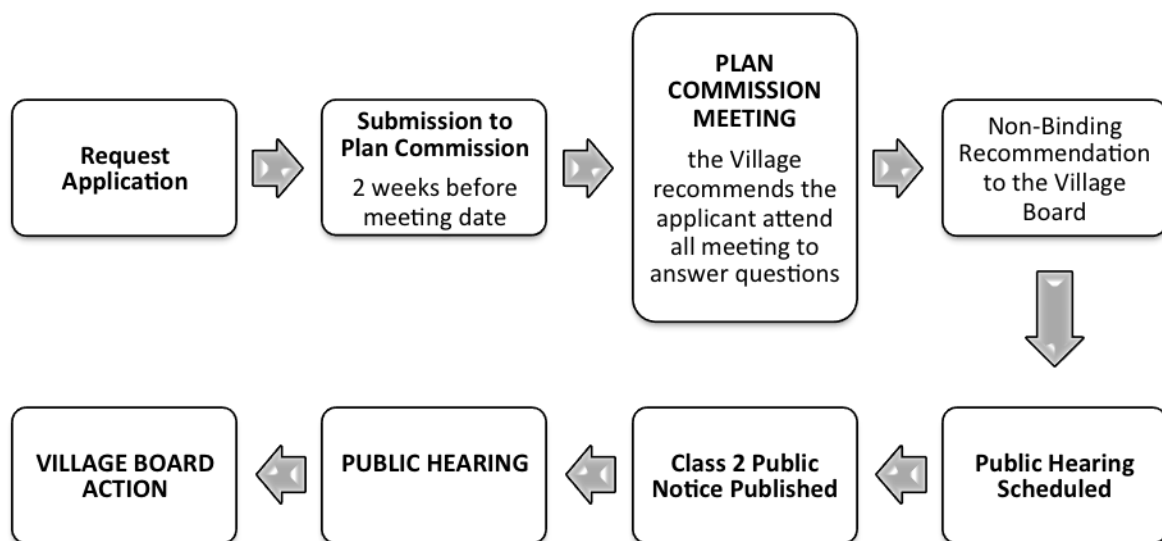 Request
Application
Submission to
Plan Commission
2 weeks before
meeting date
PLAN
COMMISSION
MEETING
the Village
recommends the
applicant attend
all meeting to
answer questions
Non-Binding
Recommendation
to the Village
Board
Public Hearing
Scheduled
Class 2 Public
Notice Published
PUBLIC HEARING
VILLAGE BOARD
ACTION